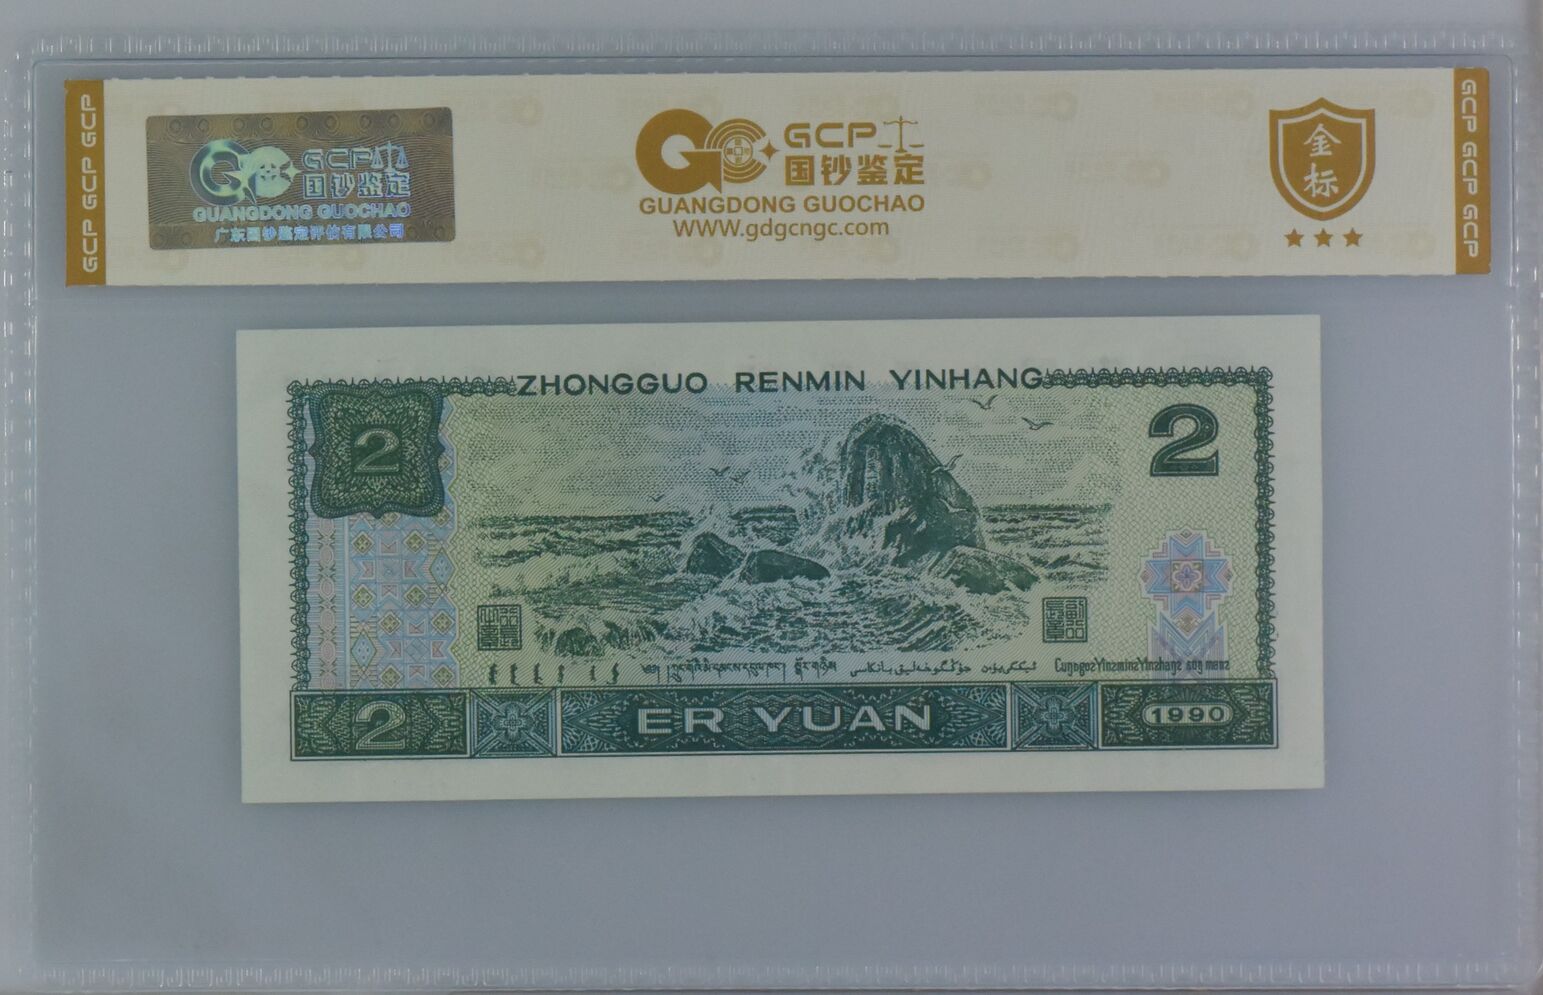 GCP GCP GCP
GCP
国钞鉴定
GUANGDONG GUOCHAO
广东国钞鉴定评估有限公司
GCP
国钞鉴定
GUANGDONG GUOCHAO
WWW.gdgcngc.com
金标
GCP GCP GCP
ZHONGGUO RENMIN YINHANG
2
2
2
ER YUAN
1990